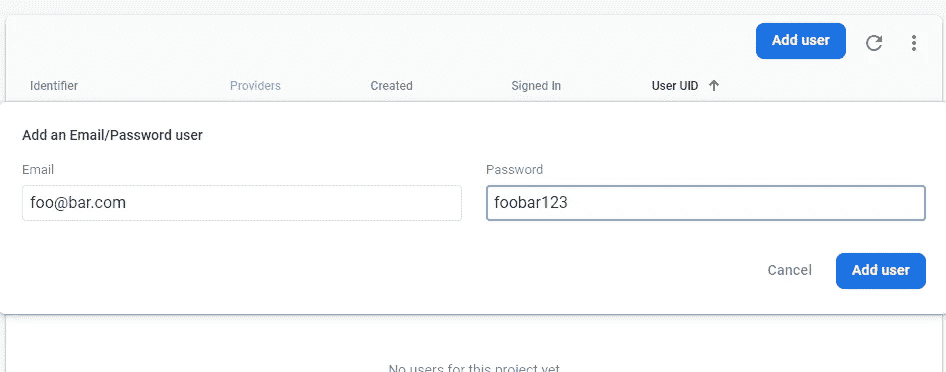 Add user
Identifier Providers Created Signed In User UID
Add an Email/Password user
Email Password
foo@bar.com foobar123
Cancel Add user
No users for this project yet